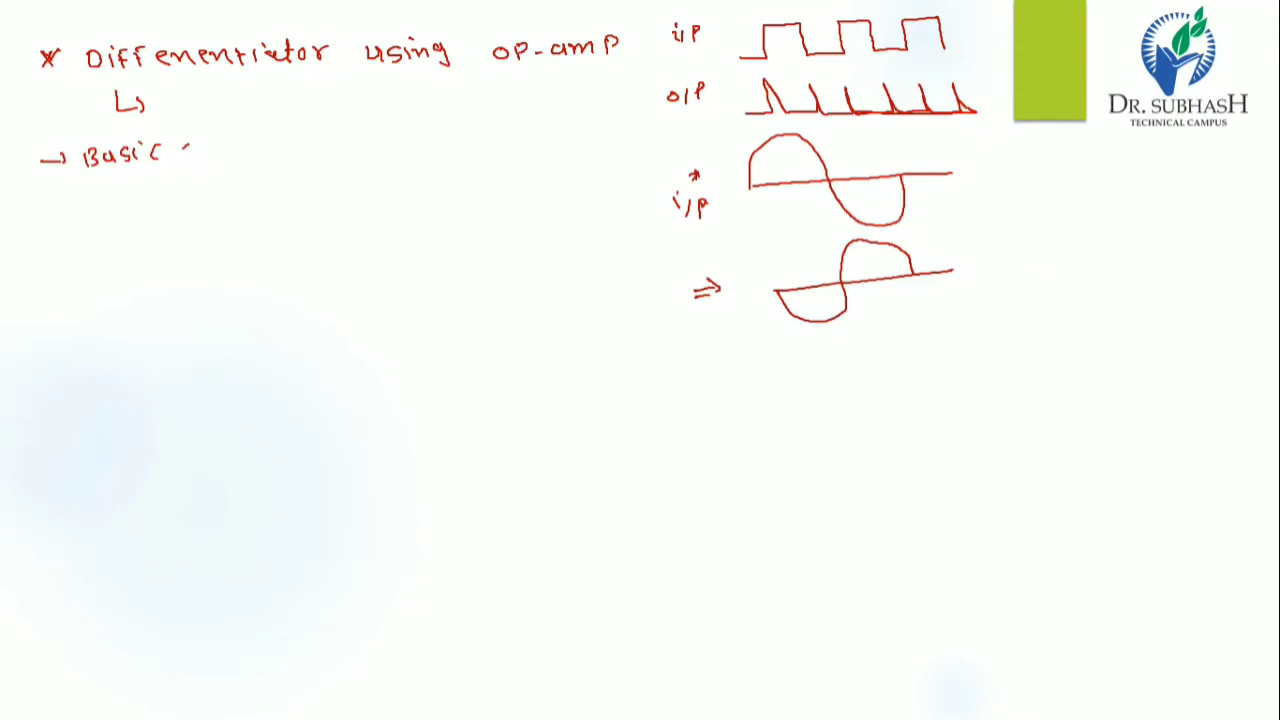 * Differentiator using op-amp
→ Basic
i/p
o/p
* i/p
⇒
DR. SUBHASH
TECHNICAL CAMPUS